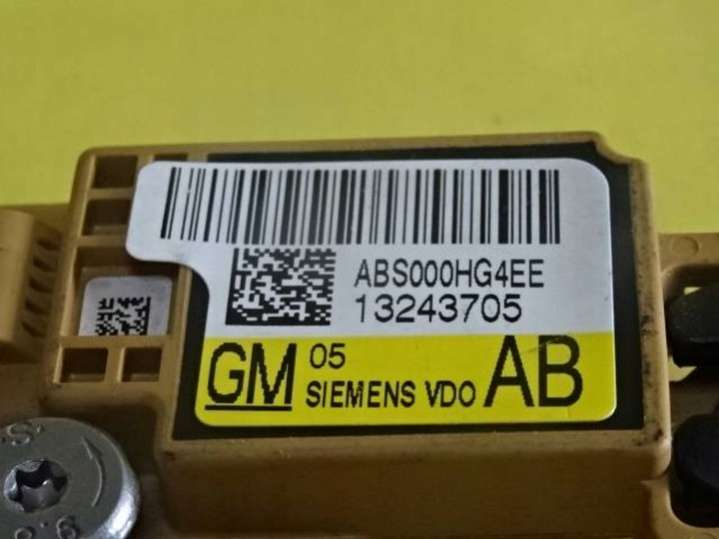 ABS000HG4EE
13243705
GM 05 SIEMENS VDO AB